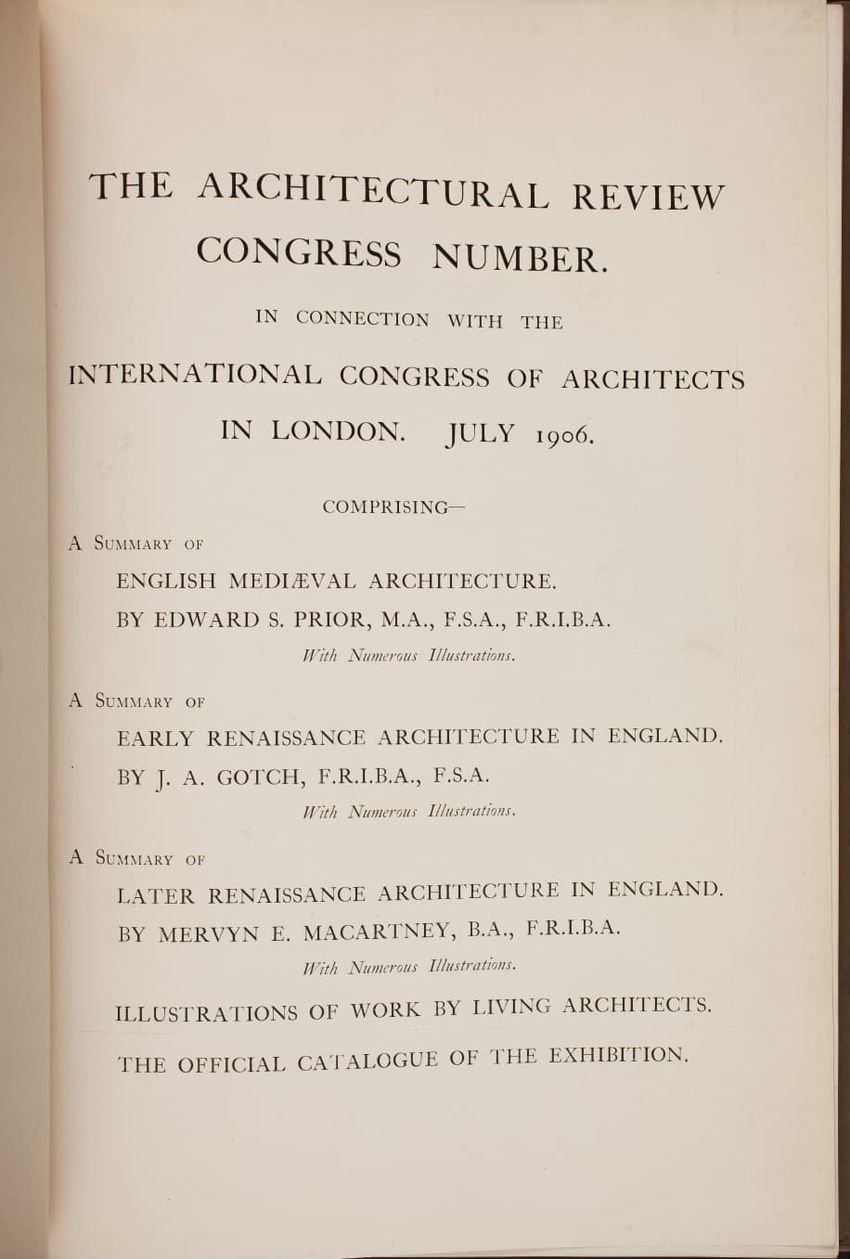 THE ARCHITECTURAL REVIEW
CONGRESS NUMBER.
IN CONNECTION WITH THE
INTERNATIONAL CONGRESS OF ARCHITECTS
IN LONDON. JULY 1906.
COMPRISING—
A SUMMARY OF
ENGLISH MEDIÆVAL ARCHITECTURE.
BY EDWARD S. PRIOR, M.A., F.S.A., F.R.I.B.A.
With Numerous Illustrations.
A SUMMARY OF
EARLY RENAISSANCE ARCHITECTURE IN ENGLAND.
BY J. A. GOTCH, F.R.I.B.A., F.S.A.
With Numerous Illustrations.
A SUMMARY OF
LATER RENAISSANCE ARCHITECTURE IN ENGLAND.
BY MERVYN E. MACARTNEY, B.A., F.R.I.B.A.
With Numerous Illustrations.
ILLUSTRATIONS OF WORK BY LIVING ARCHITECTS.
THE OFFICIAL CATALOGUE OF THE EXHIBITION.